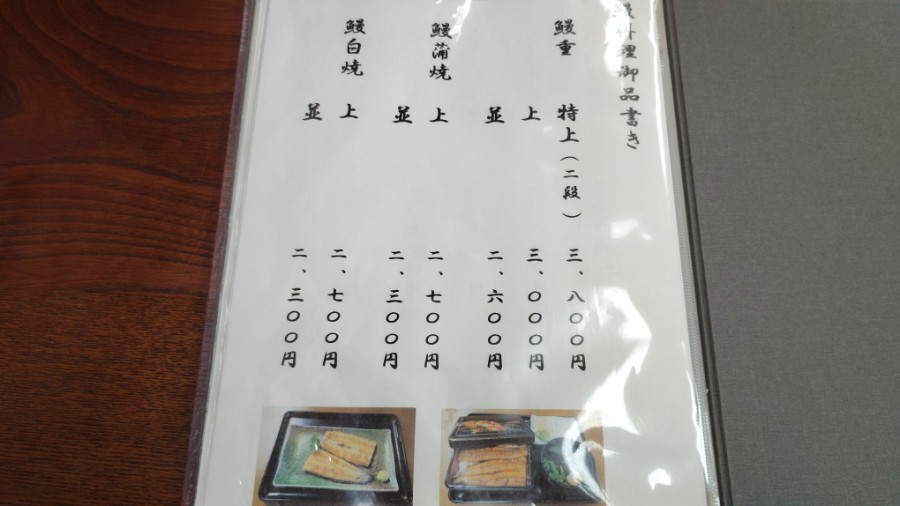 鰻料理御品書き
鰻重 特上(二段) 三、八〇〇円
上 三、〇〇〇円
並 二、六〇〇円
鰻蒲焼 上 二、七〇〇円
並 二、三〇〇円
鰻白焼 上 二、七〇〇円
並 二、三〇〇円